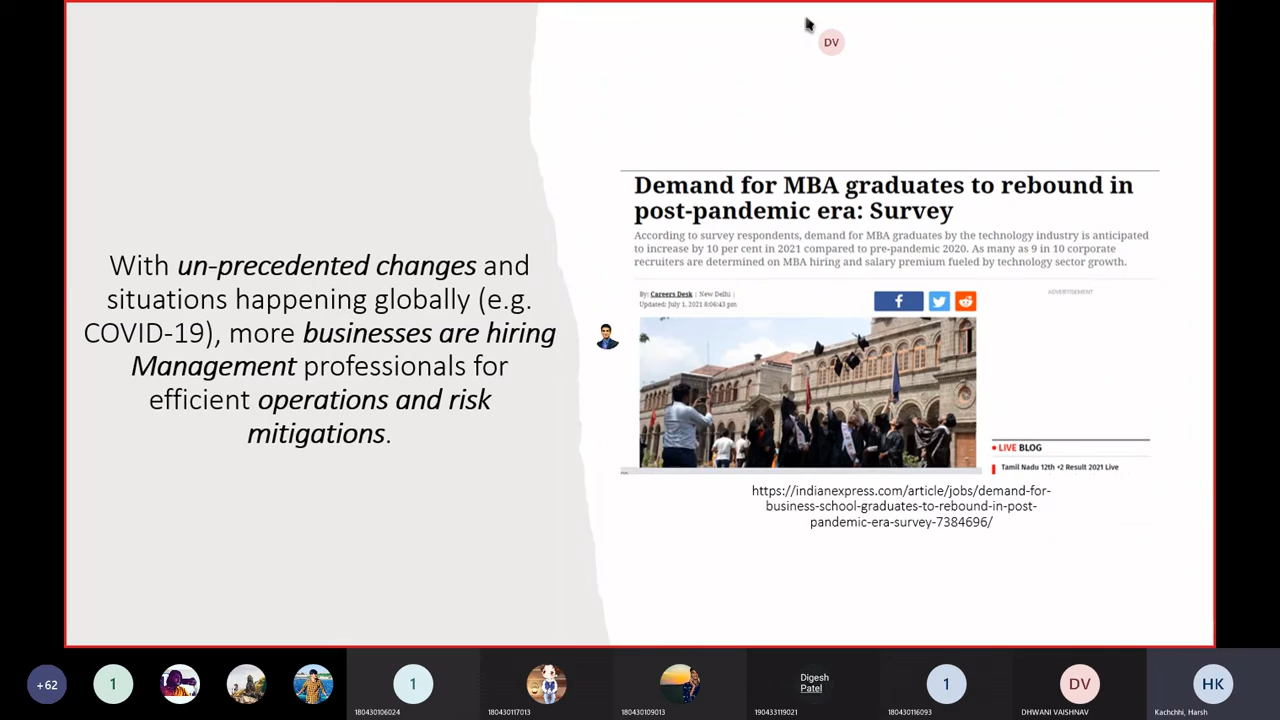 DV
With un-precedented changes and
situations happening globally (e.g.
COVID-19), more businesses are hiring
Management professionals for
efficient operations and risk
mitigations.
Demand for MBA graduates to rebound in
post-pandemic era: Survey
According to survey respondents, demand for MBA graduates by the technology industry is anticipated
to increase by 10 per cent in 2021 compared to pre-pandemic 2020. As many as 9 in 10 corporate
recruiters are determined on MBA hiring and salary premium fueled by technology sector growth.
By: Careers Desk | New Delhi |
Updated: July 1, 2021 8:06:43 pm
ADVERTISEMENT
LIVE BLOG
Tamil Nadu 12th +2 Result 2021 Live
https://indianexpress.com/article/jobs/demand-for-
business-school-graduates-to-rebound-in-post-
pandemic-era-survey-7384696/
+62
1
1
180430106024
180430117013
180430109013
Digesh
Patel
190433119021
1
180430116093
DV
DHWANI VAISHNAV
HK
Kachchhi, Harsh